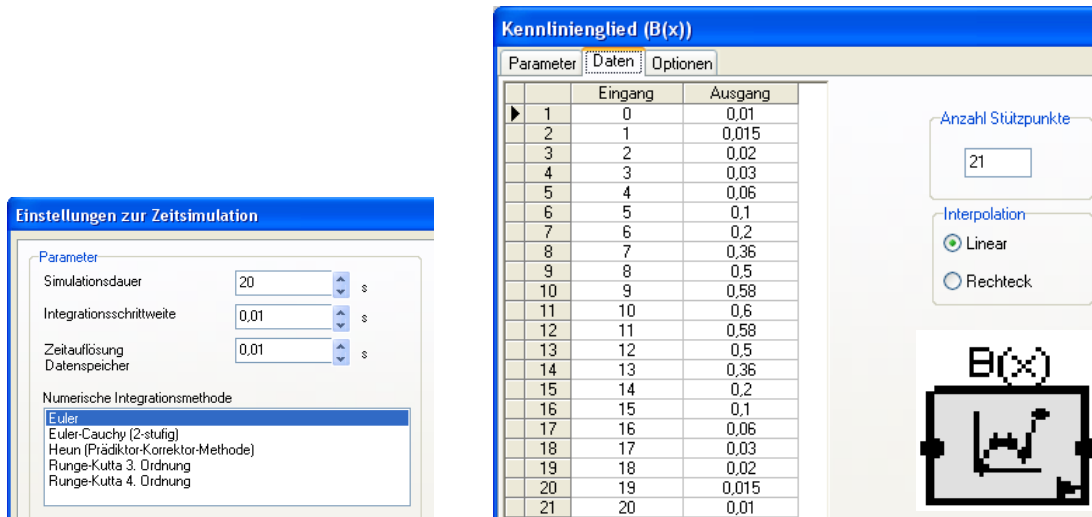 Einstellungen zur Zeitsimulation
Parameter
Simulationsdauer 20 s
Integrationsschrittweite 0,01 s
Zeitauflösung 0,01 s
Datenspeicher
Numerische Integrationsmethode
Euler
Euler-Cauchy (2-stufig)
Heun (Prädiktor-Korrektor-Methode)
Runge-Kutta 3. Ordnung
Runge-Kutta 4. Ordnung
Kennlinienglied (B(x))
Parameter Daten Optionen
Eingang Ausgang
1 0 0,01
2 1 0,015
3 2 0,02
4 3 0,03
5 4 0,06
6 5 0,1
7 6 0,2
8 7 0,36
9 8 0,5
10 9 0,58
11 10 0,6
12 11 0,58
13 12 0,5
14 13 0,36
15 14 0,2
16 15 0,1
17 16 0,06
18 17 0,03
19 18 0,02
20 19 0,015
21 20 0,01
Anzahl Stützpunkte
21
Interpolation
Linear
Rechteck
B(x)